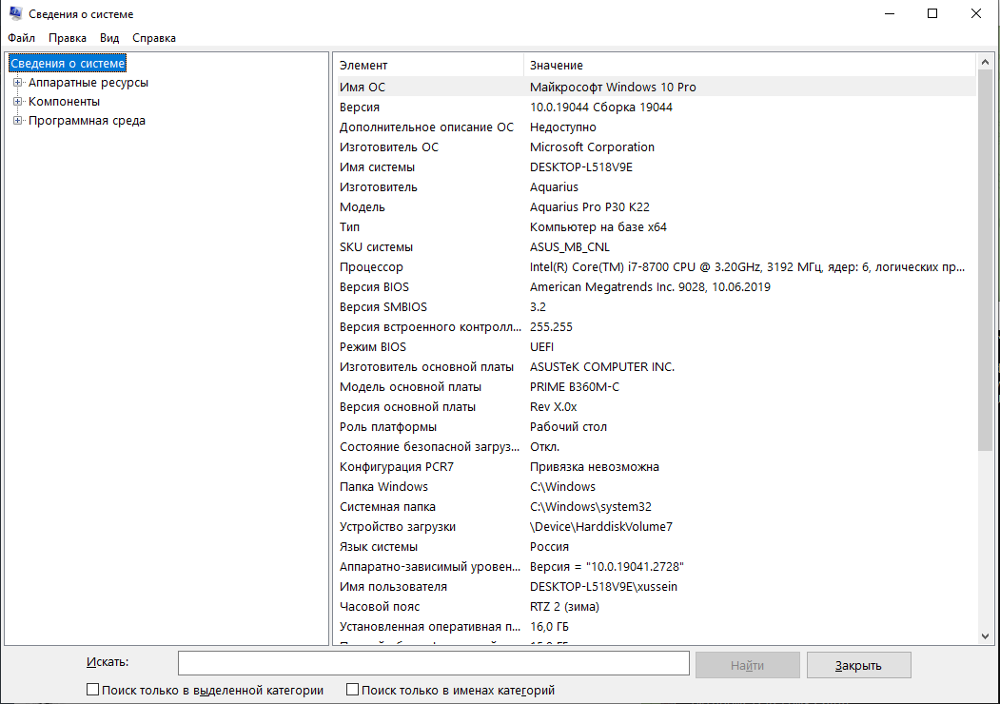 Сведения о системе
Файл Правка Вид Справка
Сведения о системе
Аппаратные ресурсы
Компоненты
Программная среда
Элемент Значение
Имя ОС Майкрософт Windows 10 Pro
Версия 10.0.19044 Сборка 19044
Дополнительное описание ОС Недоступно
Изготовитель ОС Microsoft Corporation
Имя системы DESKTOP-L518V9E
Изготовитель Aquarius
Модель Aquarius Pro P30 K22
Тип Компьютер на базе x64
SKU системы ASUS_MB_CNL
Процессор Intel(R) Core(TM) i7-8700 CPU @ 3.20GHz, 3192 МГц, ядер: 6, логических пр...
Версия BIOS American Megatrends Inc. 9028, 10.06.2019
Версия SMBIOS 3.2
Версия встроенного контролл... 255.255
Режим BIOS UEFI
Изготовитель основной платы ASUSTeK COMPUTER INC.
Модель основной платы PRIME B360M-C
Версия основной платы Rev X.0x
Роль платформы Рабочий стол
Состояние безопасной загруз... Откл.
Конфигурация PCR7 Привязка невозможна
Папка Windows C:\Windows
Системная папка C:\Windows\system32
Устройство загрузки \Device\HarddiskVolume7
Язык системы Россия
Аппаратно-зависимый уровен... Версия = "10.0.19041.2728"
Имя пользователя DESKTOP-L518V9E\xussein
Часовой пояс RTZ 2 (зима)
Установленная оперативная п... 16,0 ГБ
Искать: Найти Закрыть
Поиск только в выделенной категории Поиск только в именах категорий